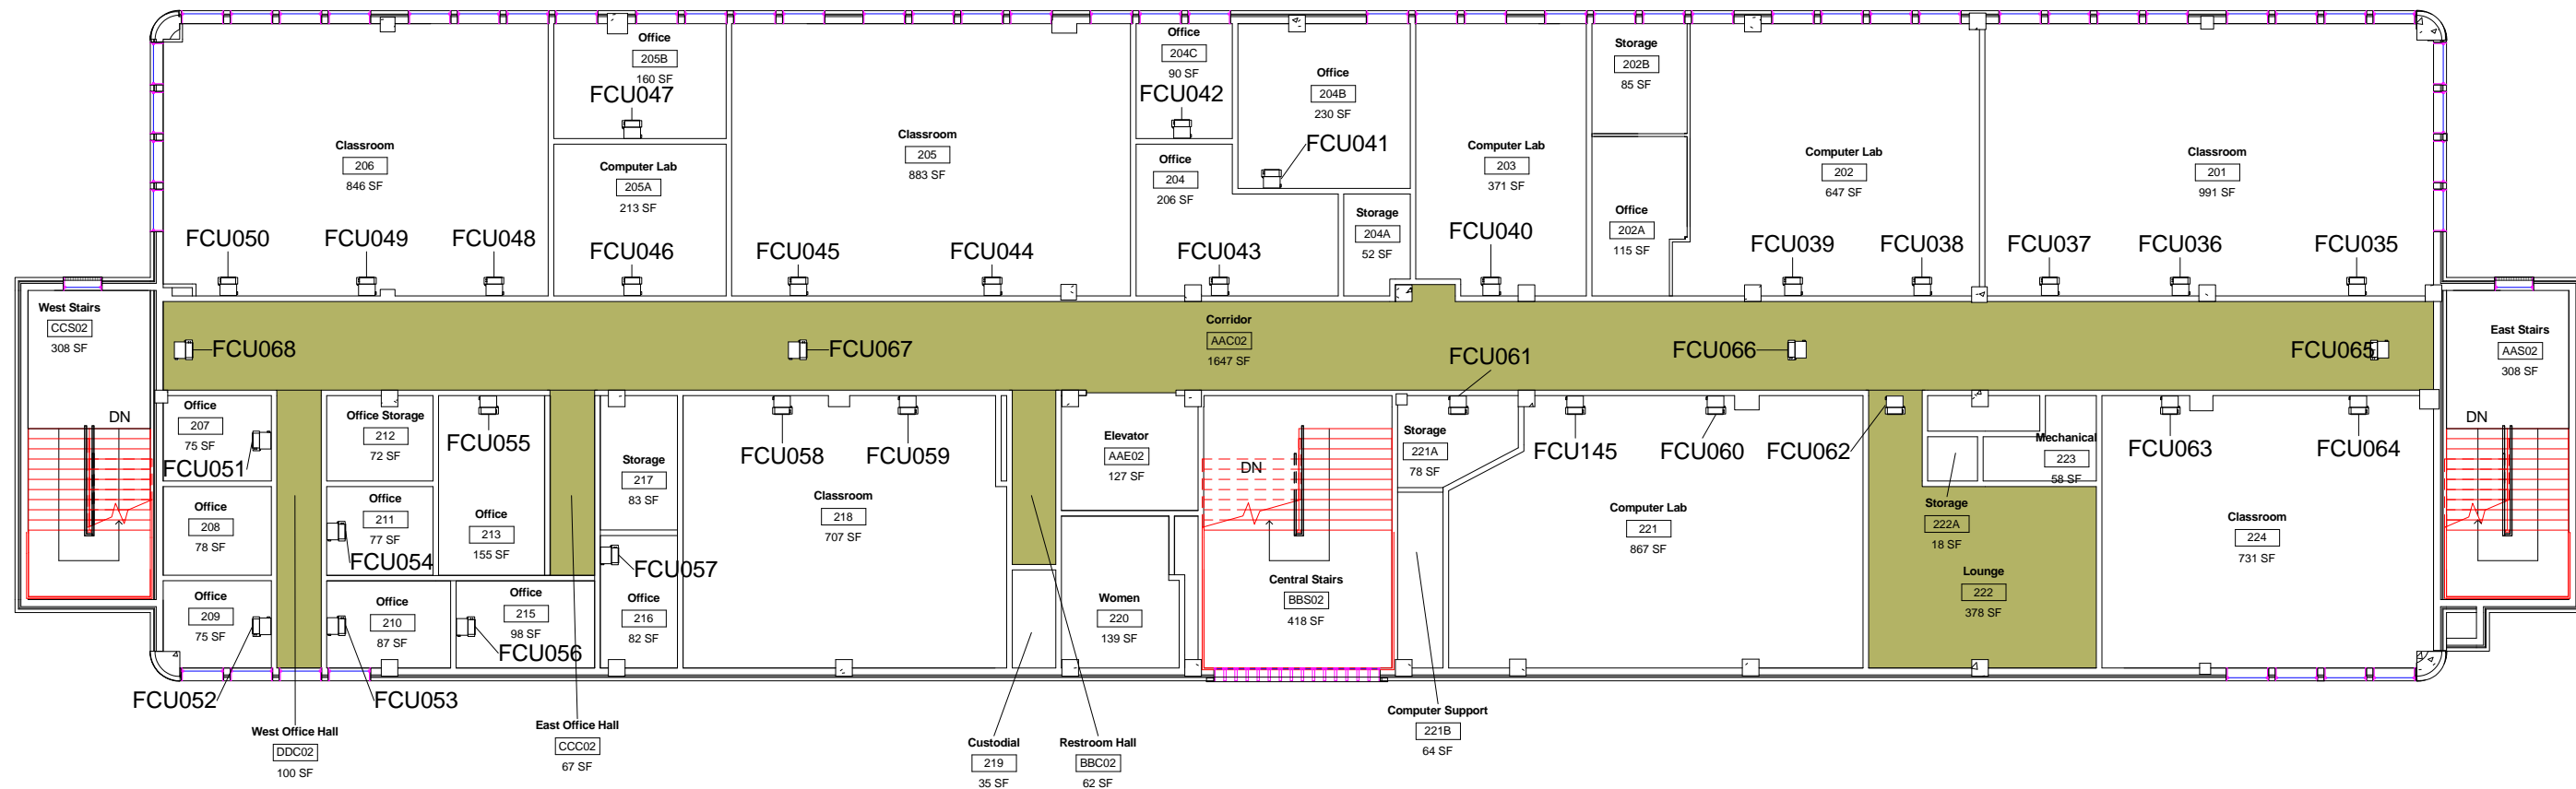 Office
205B
160 SF
FCU047
Office
204C
90 SF
FCU042
Office
204B
230 SF
FCU041
Storage
202B
85 SF
Classroom
206
846 SF
Computer Lab
205A
213 SF
Classroom
205
883 SF
Office
204
206 SF
Storage
204A
52 SF
Computer Lab
203
371 SF
Office
202A
115 SF
Computer Lab
202
647 SF
Classroom
201
991 SF
FCU050
FCU049
FCU048
FCU046
FCU045
FCU044
FCU043
FCU040
FCU039
FCU038
FCU037
FCU036
FCU035
West Stairs
CCS02
308 SF
DN
Corridor
AAC02
1647 SF
FCU068
FCU067
FCU061
FCU066
FCU065
East Stairs
AAS02
308 SF
DN
Office
207
75 SF
FCU051
Office Storage
212
72 SF
FCU055
Storage
217
83 SF
FCU058
FCU059
Elevator
AAE02
127 SF
DN
Storage
221A
78 SF
FCU145
FCU060
FCU062
Mechanical
223
58 SF
FCU063
FCU064
Office
208
78 SF
Office
211
77 SF
FCU054
Office
213
155 SF
FCU057
Classroom
218
707 SF
Computer Lab
221
867 SF
Storage
222A
18 SF
Classroom
224
731 SF
Office
209
75 SF
Office
210
87 SF
Office
215
98 SF
FCU056
Office
216
82 SF
Women
220
139 SF
Central Stairs
BBS02
418 SF
Lounge
222
378 SF
FCU052
FCU053
West Office Hall
DDC02
100 SF
East Office Hall
CCC02
67 SF
Custodial
219
35 SF
Restroom Hall
BBC02
62 SF
Computer Support
221B
64 SF